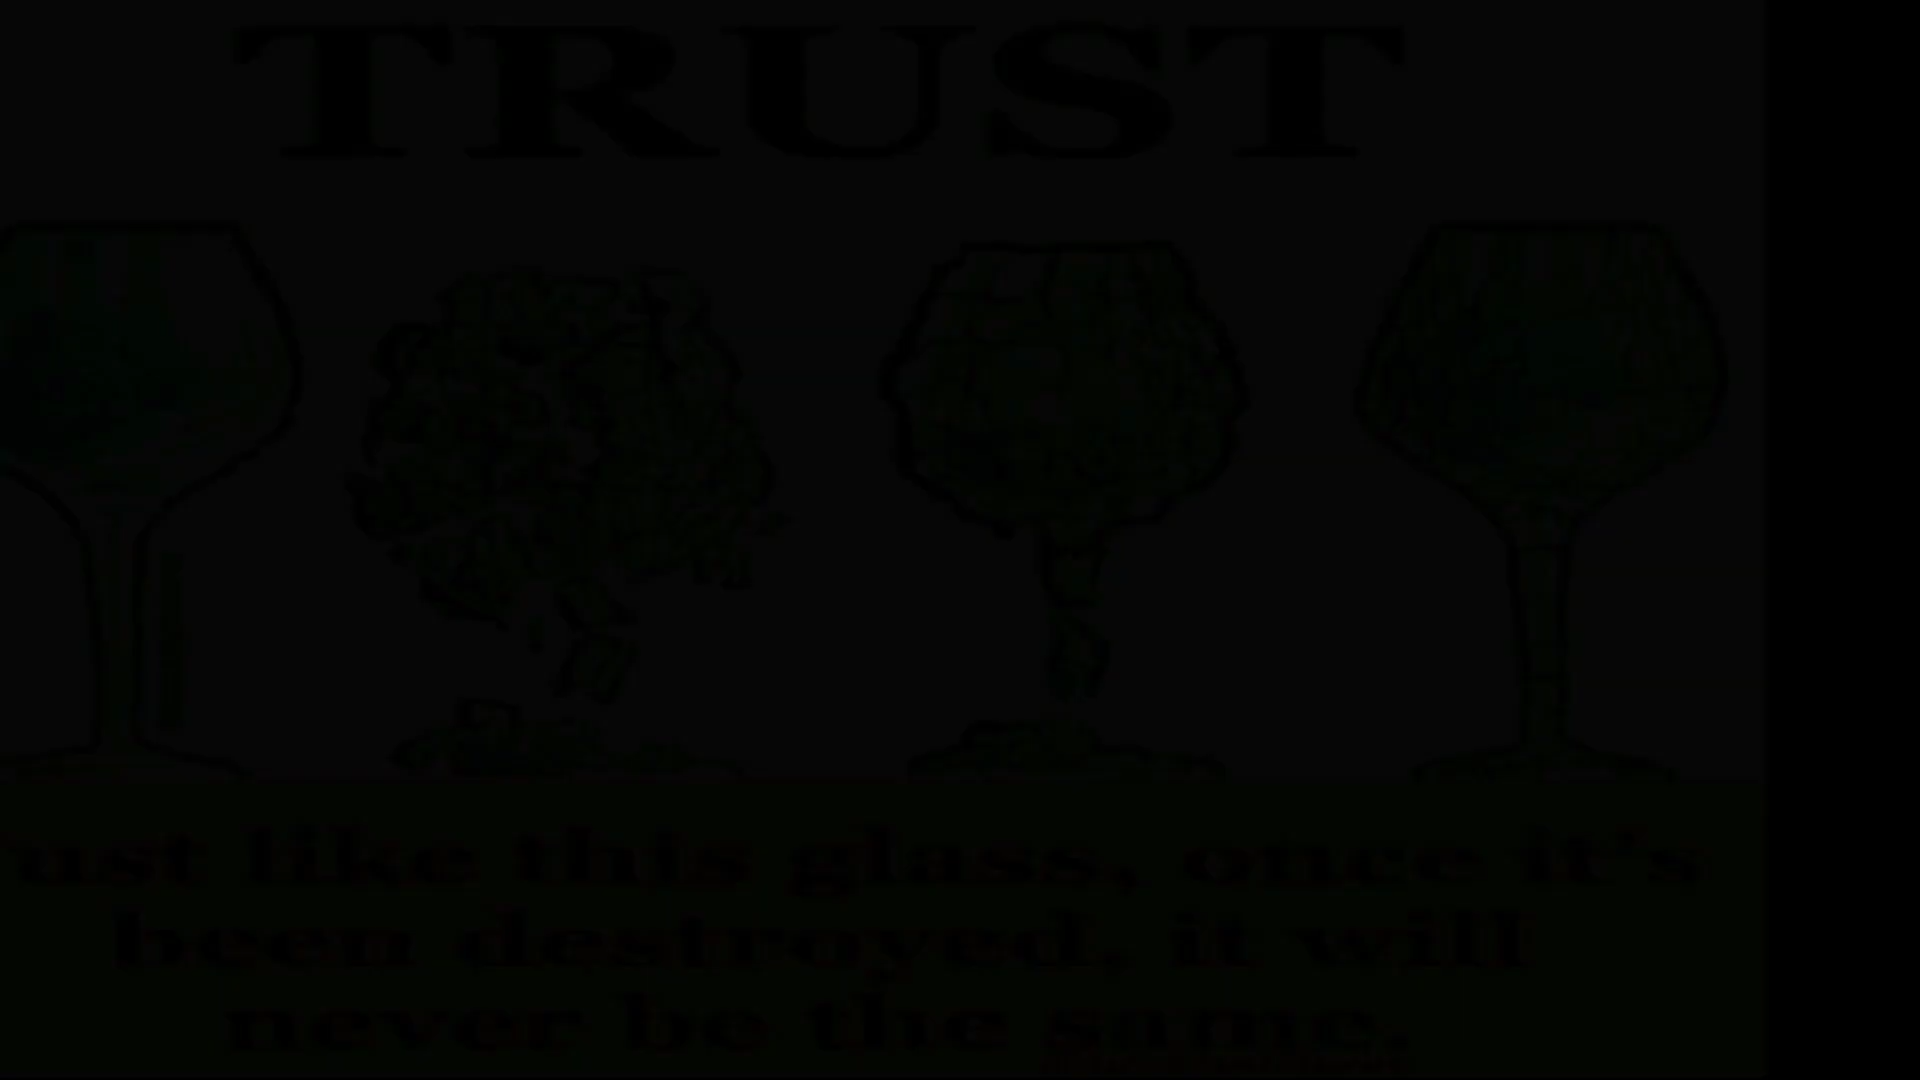 TRUST
ust like this glass, once it's
been destroyed, it will
never be the same.